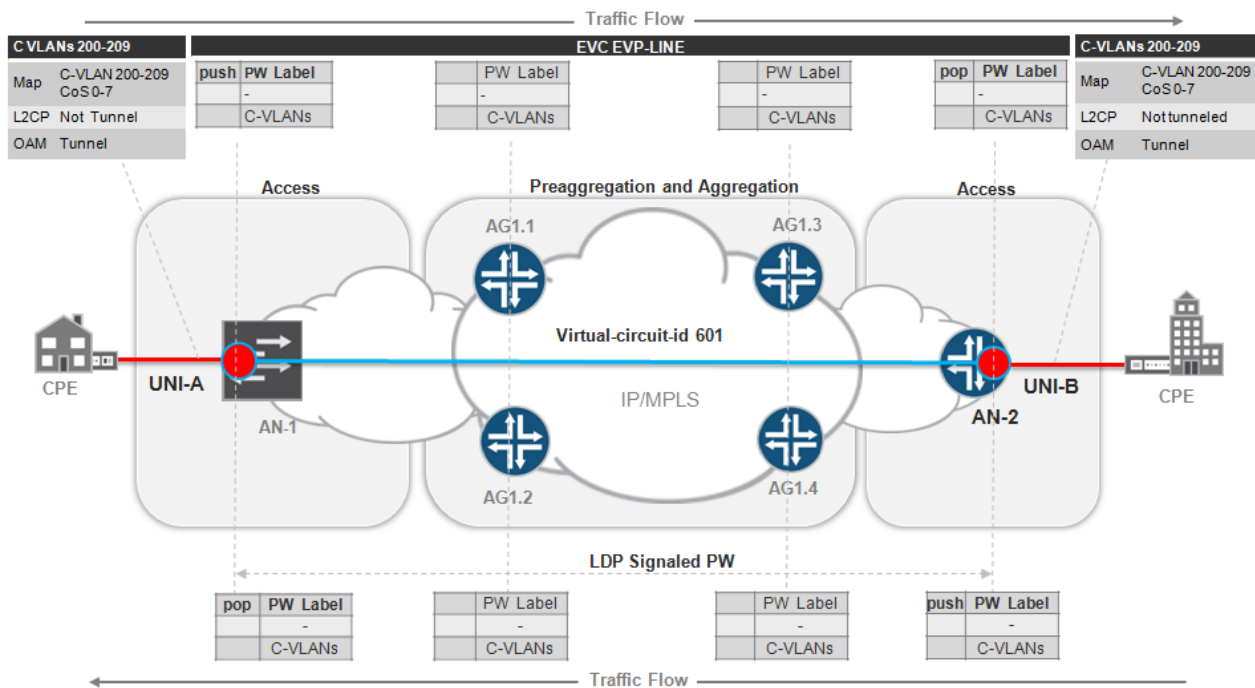 Traffic Flow
C VLANs 200-209
EVC EVP-LINE
C-VLANs 200-209
Map C-VLAN 200-209
CoS 0-7
L2CP Not Tunnel
OAM Tunnel
push PW Label
-
C-VLANs
PW Label
-
C-VLANs
PW Label
-
C-VLANs
pop PW Label
-
C-VLANs
Map C-VLAN 200-209
CoS 0-7
L2CP Not tunneled
OAM Tunnel
Access
Preaggregation and Aggregation
Access
AG1.1
AG1.3
Virtual-circuit-id 601
CPE
UNI-A
AN-1
IP/MPLS
AN-2
UNI-B
CPE
AG1.2
AG1.4
LDP Signaled PW
pop PW Label
-
C-VLANs
PW Label
-
C-VLANs
PW Label
-
C-VLANs
push PW Label
-
C-VLANs
Traffic Flow